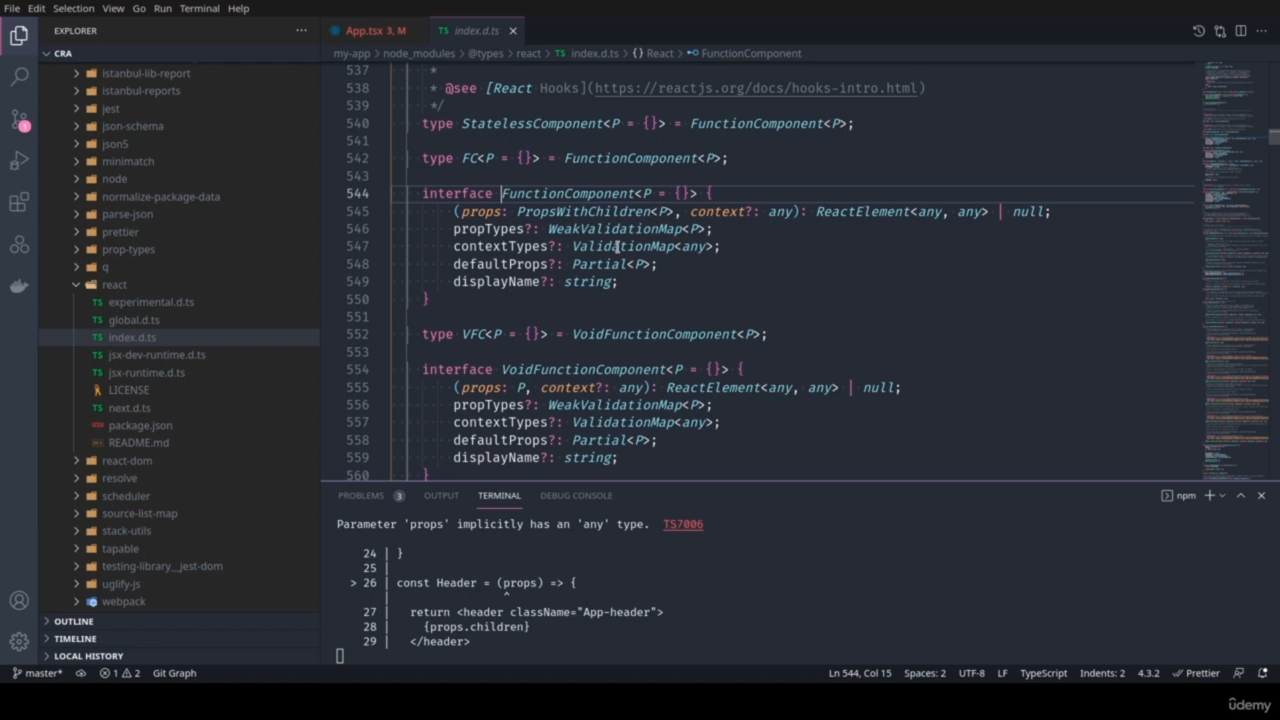 File Edit Selection View Go Run Terminal Help
EXPLORER
CRA
istanbul-lib-report
istanbul-reports
jest
json-schema
json5
minimatch
node
normalize-package-data
parse-json
prettier
prop-types
q
react
experimental.d.ts
global.d.ts
index.d.ts
jsx-dev-runtime.d.ts
jsx-runtime.d.ts
LICENSE
next.d.ts
package.json
README.md
react-dom
resolve
scheduler
source-list-map
stack-utils
tapable
testing-library__jest-dom
uglify-js
webpack
OUTLINE
TIMELINE
LOCAL HISTORY
App.tsx 3, M
index.d.ts
my-app > node_modules > @types > react > index.d.ts > {} React > FunctionComponent
537 *
538 * @see [React Hooks](https://reactjs.org/docs/hooks-intro.html)
539 */
540 type StatelessComponent<P = {}> = FunctionComponent<P>;
541
542 type FC<P = {}> = FunctionComponent<P>;
543
544 interface FunctionComponent<P = {}> {
545 (props: PropsWithChildren<P>, context?: any): ReactElement<any, any> | null;
546 propTypes?: WeakValidationMap<P>;
547 contextTypes?: ValidationMap<any>;
548 defaultProps?: Partial<P>;
549 displayName?: string;
550 }
551
552 type VFC<P = {}> = VoidFunctionComponent<P>;
553
554 interface VoidFunctionComponent<P = {}> {
555 (props: P, context?: any): ReactElement<any, any> | null;
556 propTypes?: WeakValidationMap<P>;
557 contextTypes?: ValidationMap<any>;
558 defaultProps?: Partial<P>;
559 displayName?: string;
560 }
PROBLEMS 3 OUTPUT TERMINAL DEBUG CONSOLE
npm
Parameter 'props' implicitly has an 'any' type. TS7006
24 | }
25 |
> 26 | const Header = (props) => {
| ^
27 | return <header className="App-header">
28 | {props.children}
29 | </header>
master* 1 2 Git Graph
Ln 544, Col 15 Spaces: 2 UTF-8 LF TypeScript Indents: 2 4.3.2 Prettier
1
udemy